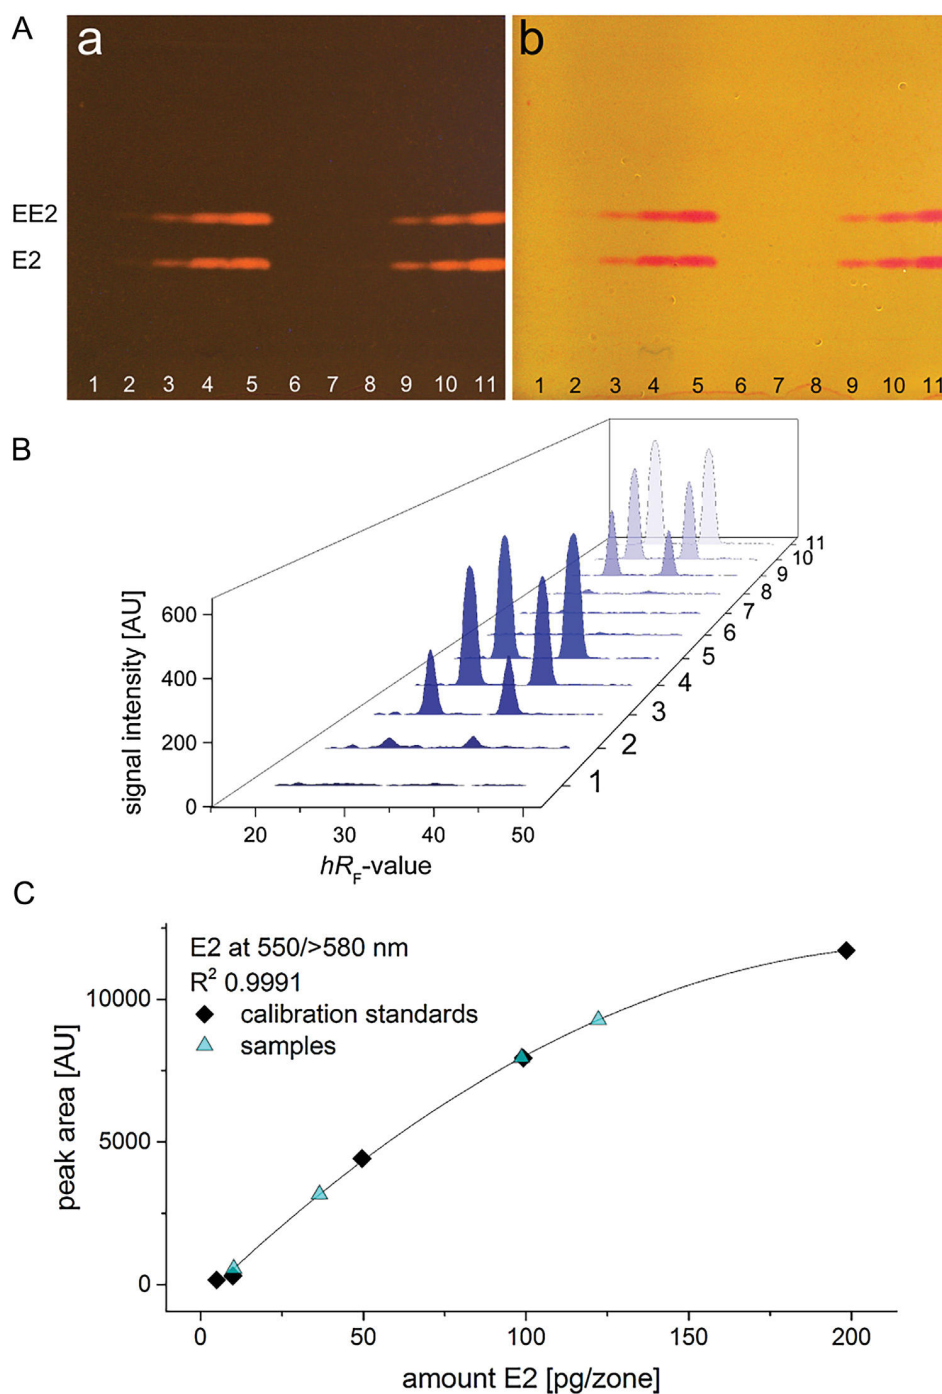 A
a
b
EE2
E2
1 2 3 4 5 6 7 8 9 10 11
1 2 3 4 5 6 7 8 9 10 11
B
signal intensity [AU]
600
400
200
0
20 30 40 50
hRF-value
1
2
3
4
5
6
7
8
9
10
11
C
E2 at 550/>580 nm
R² 0.9991
calibration standards
samples
peak area [AU]
10000
5000
0
0 50 100 150 200
amount E2 [pg/zone]